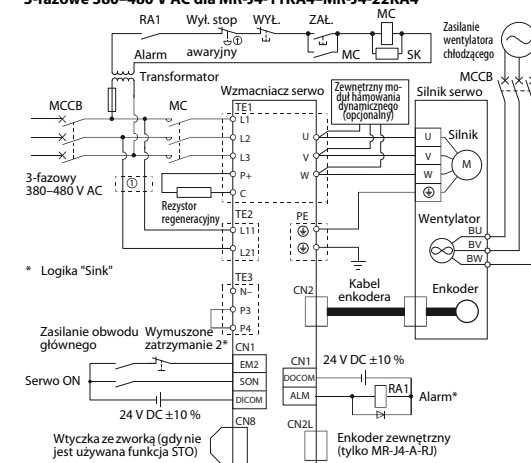 3-fazowe 380–480 V AC dla MR-J4-11KA4–MR-J4-22KA4
RA1
Wył. stop
WYŁ.
ZAŁ.
MC
Zasilanie
wentylatora
chłodzącego
①
Alarm
awaryjny
MC
SK
Transformator
MCCB
MCCB
MC
Wzmacniacz serwo
Zewnętrzny mo-
duł hamowania
dynamicznego
(opcjonalny)
Silnik serwo
TE1
L1
L2
L3
P+
C
U
V
W
U
V
W
Silnik
M
3-fazowy
380–480 V AC
①
Rezystor
regeneracyjny
TE2
L11
L21
PE
Wentylator
BU
BV
BW
* Logika "Sink"
TE3
N–
P3
P4
CN2
Kabel
enkodera
Enkoder
Zasilanie obwodu
głównego
Wymuszone
zatrzymanie 2*
CN1
EM2
SON
DICOM
Serwo ON
24 V DC ±10 %
CN1
DOCOM
ALM
24 V DC ±10 %
RA1
Alarm*
CN8
Wtyczka ze zworką (gdy nie
jest używana funkcja STO)
CN2L
Enkoder zewnętrzny
(tylko MR-J4-A-RJ)